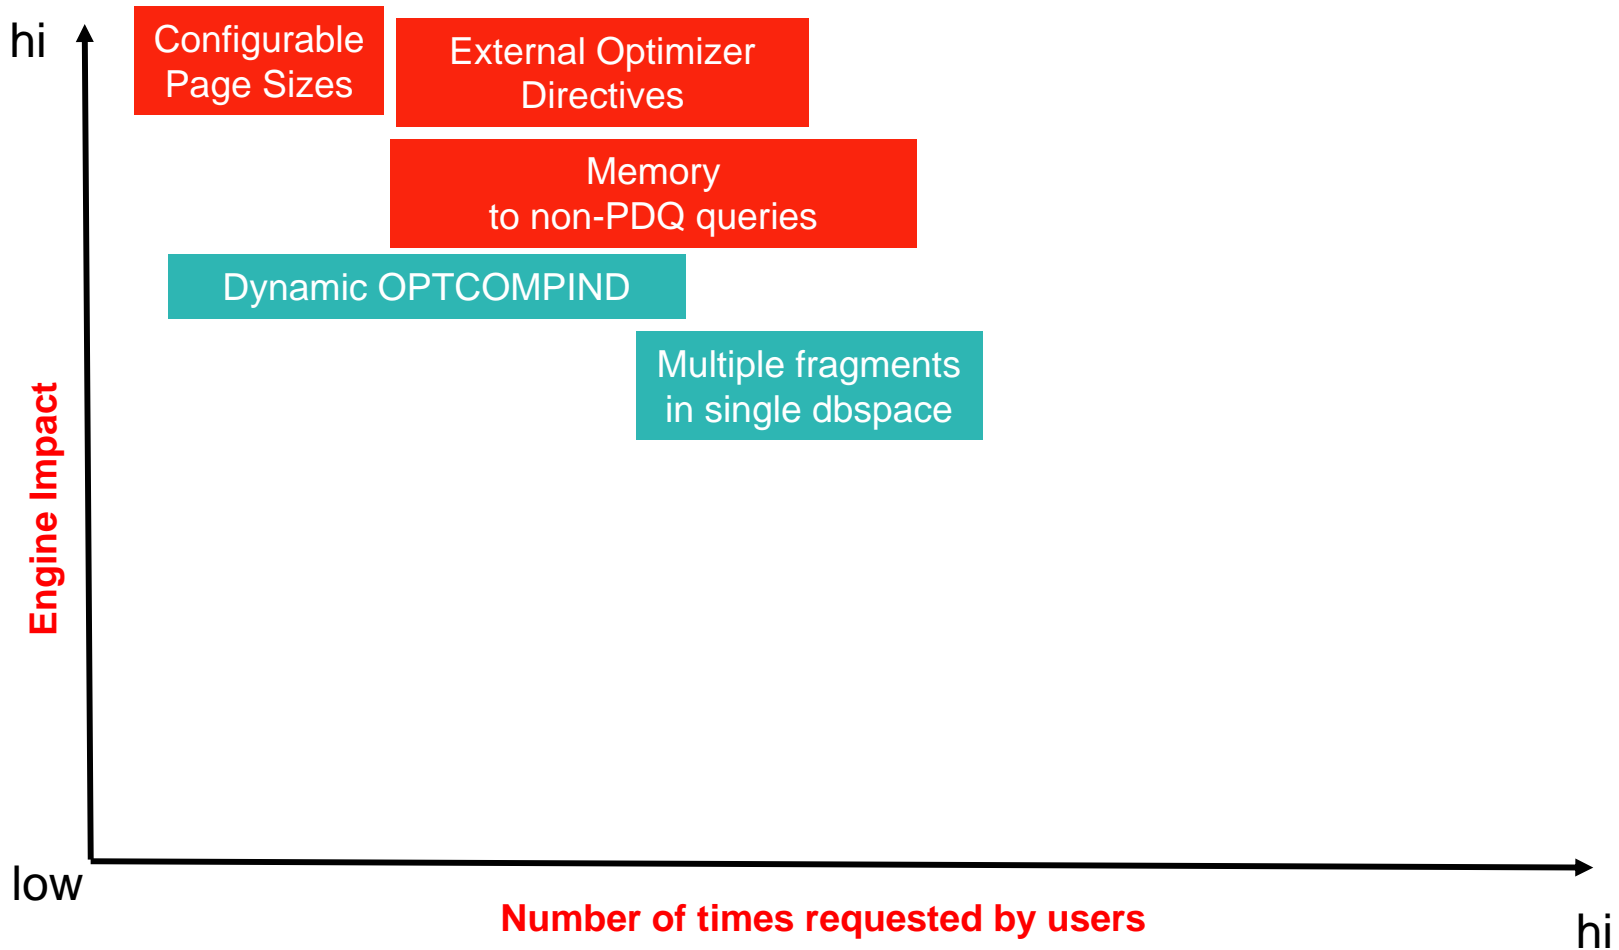 hi
Configurable
Page Sizes
External Optimizer
Directives
Memory
to non-PDQ queries
Dynamic OPTCOMPIND
Multiple fragments
in single dbspace
Engine Impact
low
Number of times requested by users
hi